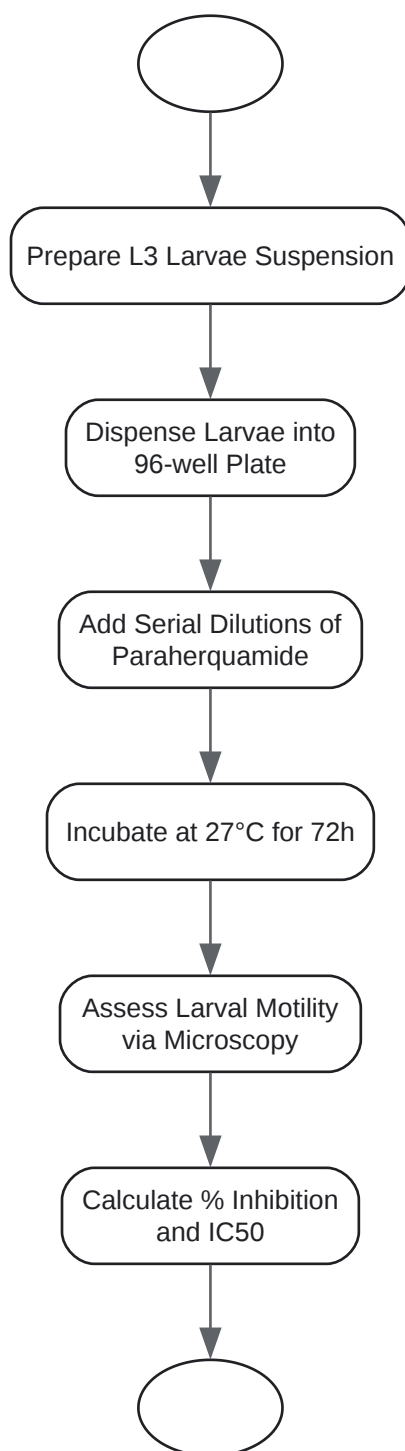 Prepare L3 Larvae Suspension
Dispense Larvae into
96-well Plate
Add Serial Dilutions of
Paraherquamide
Incubate at 27°C for 72h
Assess Larval Motility
via Microscopy
Calculate % Inhibition
and IC50